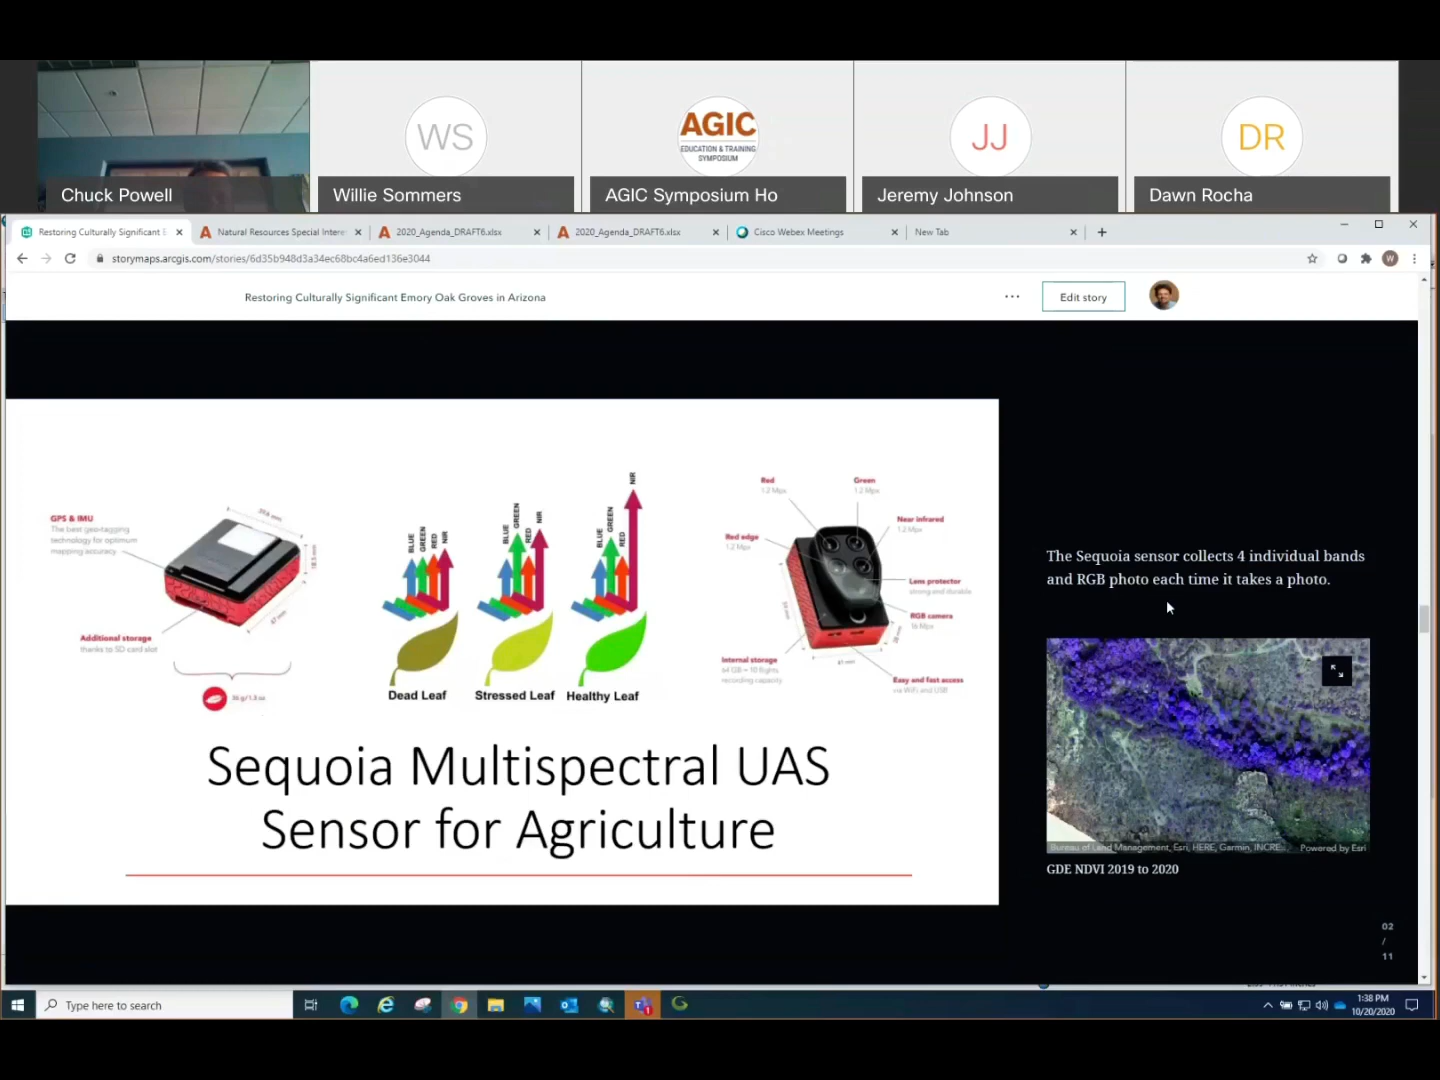 WS
AGIC
EDUCATION & TRAINING
SYMPOSIUM
JJ
DR
Chuck Powell
Willie Sommers
AGIC Symposium Ho
Jeremy Johnson
Dawn Rocha
Restoring Culturally Significant E
Natural Resources Special Intere
2020_Agenda_DRAFT6.xlsx
2020_Agenda_DRAFT6.xlsx
Cisco Webex Meetings
New Tab
storymaps.arcgis.com/stories/6d35b948d3a34ec68bc4a6ed136e3044
W
Restoring Culturally Significant Emory Oak Groves in Arizona
Edit story
GPS & IMU
The best geo-tagging
technology for optimum
mapping accuracy
Additional storage
thanks to SD card slot
BLUE
GREEN
RED
NIR
BLUE
GREEN
RED
NIR
BLUE
GREEN
RED
NIR
Dead Leaf
Stressed Leaf
Healthy Leaf
Red
1.2 Mpx
Green
1.2 Mpx
Near infrared
1.2 Mpx
Red edge
1.2 Mpx
Lens protector
strong and durable
RGB camera
16 Mpx
Internal storage
64 GB = 10 flights
recording capacity
Easy and fast access
via WiFi and USB
47 mm
Sequoia Multispectral UAS
Sensor for Agriculture
The Sequoia sensor collects 4 individual bands
and RGB photo each time it takes a photo.
Bureau of Land Management, Esri, HERE, Garmin, INCRE...
Powered by Esri
GDE NDVI 2019 to 2020
02
/
11
Type here to search
1:38 PM
10/20/2020